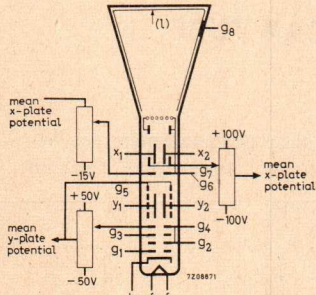 (l)
g8
mean
x-plate
potential
-15V
x1
x2
+100V
g7
g6
mean
x-plate
potential
-100V
g5
+50V
y1
y2
mean
y-plate
potential
g3
g4
g1
g2
-50V
7Z08871
k f f